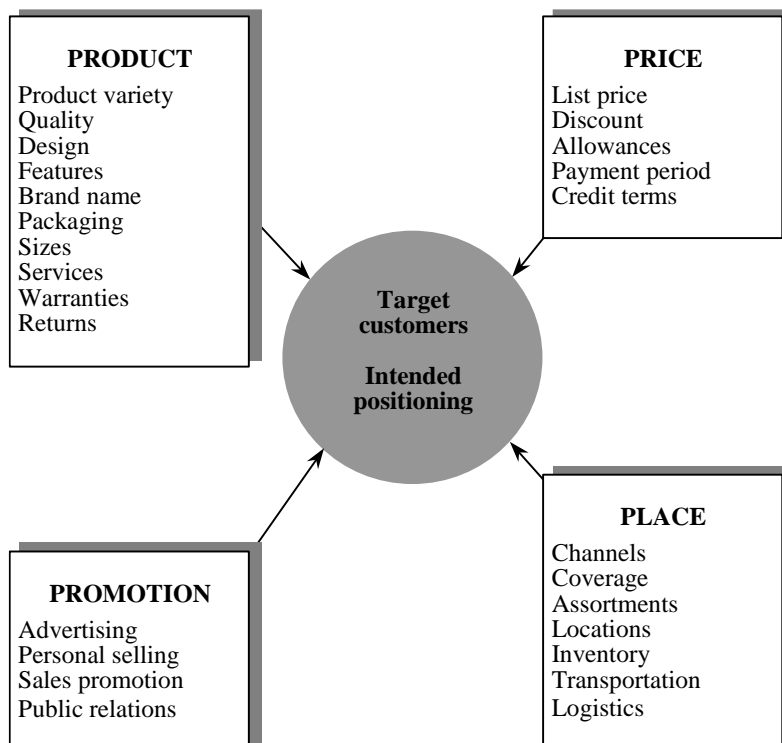 PRODUCT
Product variety
Quality
Design
Features
Brand name
Packaging
Sizes
Services
Warranties
Returns
PRICE
List price
Discount
Allowances
Payment period
Credit terms
Target
customers
Intended
positioning
PROMOTION
Advertising
Personal selling
Sales promotion
Public relations
PLACE
Channels
Coverage
Assortments
Locations
Inventory
Transportation
Logistics